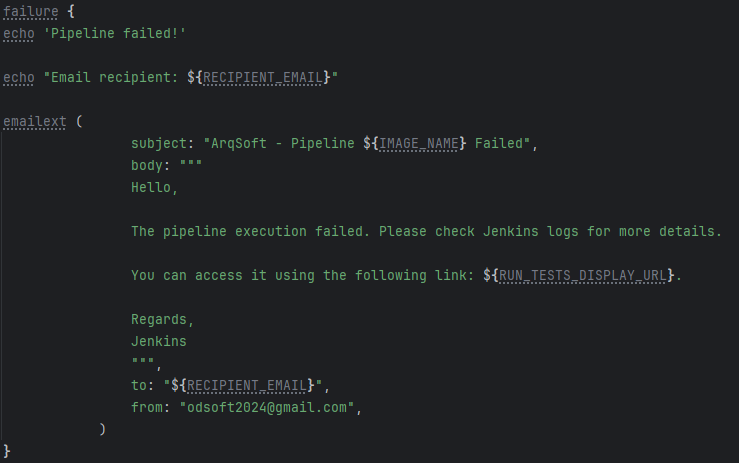 failure {
echo 'Pipeline failed!'
echo "Email recipient: ${RECIPIENT_EMAIL}"
emailext (
subject: "ArqSoft - Pipeline ${IMAGE_NAME} Failed",
body: """
Hello,
The pipeline execution failed. Please check Jenkins logs for more details.
You can access it using the following link: ${RUN_TESTS_DISPLAY_URL}.
Regards,
Jenkins
""",
to: "${RECIPIENT_EMAIL}",
from: "odsoft2024@gmail.com",
)
}